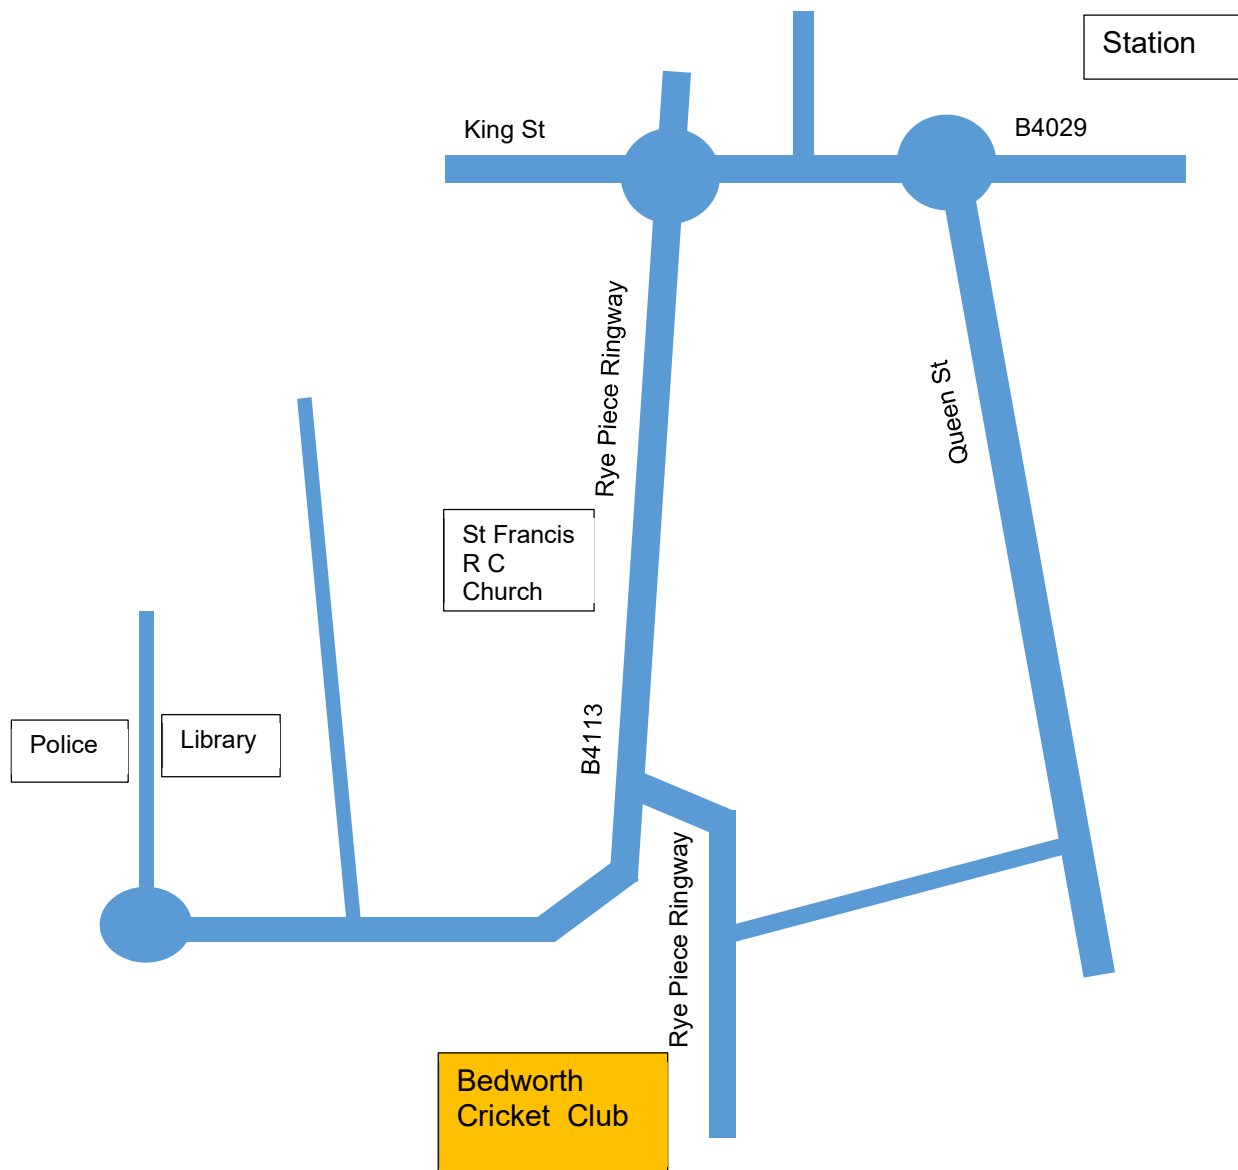 Station
King St
B4029
Rye Piece Ringway
Queen St
St Francis
R C
Church
B4113
Police
Library
Rye Piece Ringway
Bedworth
Cricket Club